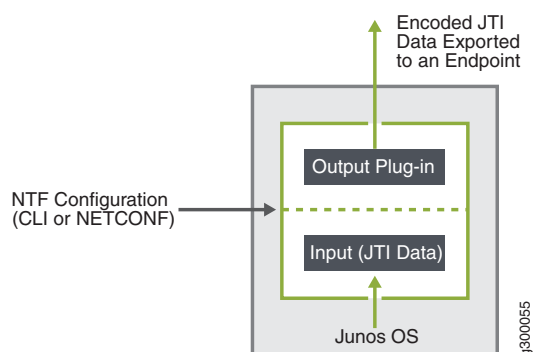 Encoded JTI
Data Exported
to an Endpoint
Output Plug-in
NTF Configuration
(CLI or NETCONF)
Input (JTI Data)
Junos OS
g300055